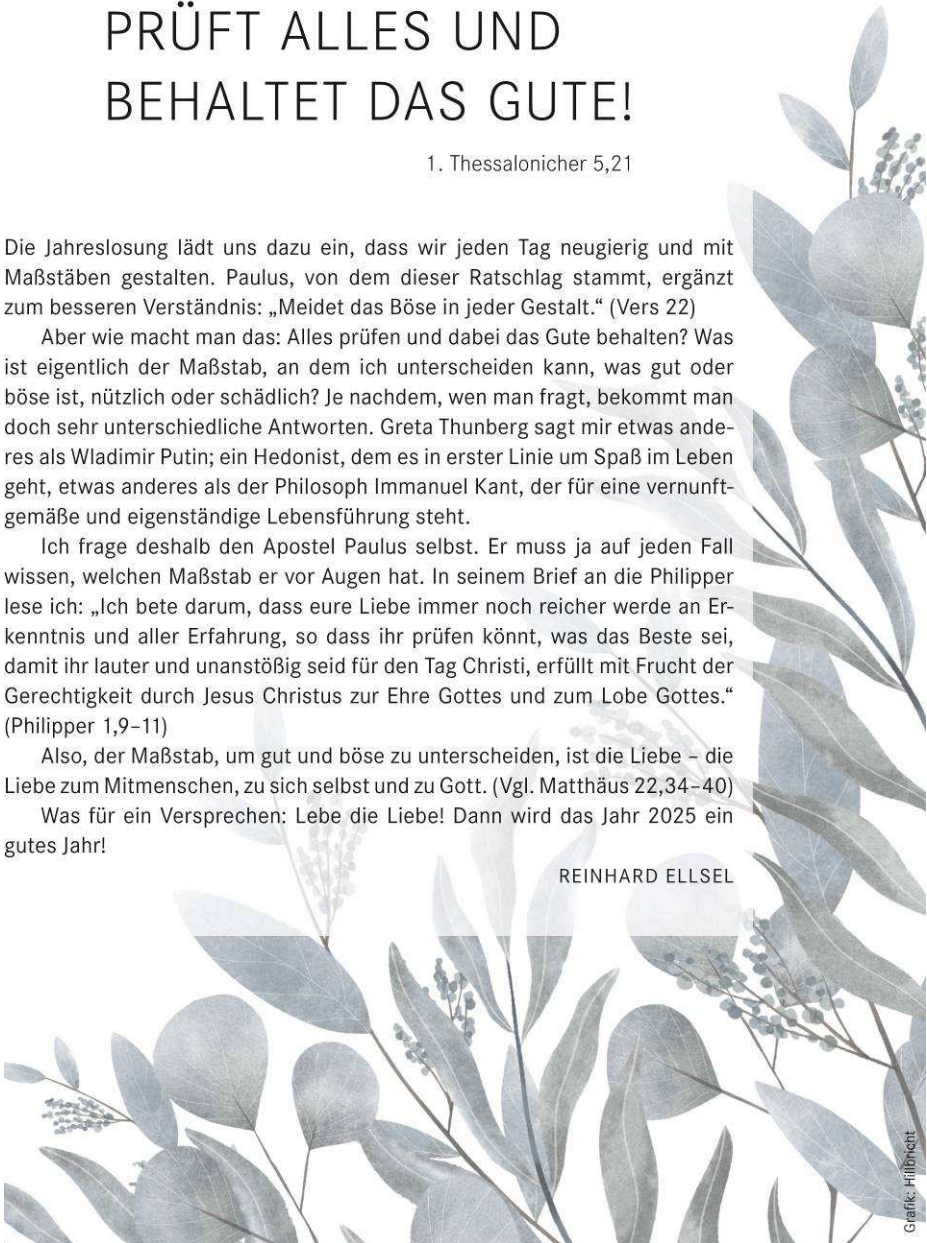 PRÜFT ALLES UND
BEHALTET DAS GUTE!
1. Thessalonicher 5,21
Die Jahreslosung lädt uns dazu ein, dass wir jeden Tag neugierig und mit
Maßstäben gestalten. Paulus, von dem dieser Ratschlag stammt, ergänzt
zum besseren Verständnis: „Meidet das Böse in jeder Gestalt.“ (Vers 22)
Aber wie macht man das: Alles prüfen und dabei das Gute behalten? Was
ist eigentlich der Maßstab, an dem ich unterscheiden kann, was gut oder
böse ist, nützlich oder schädlich? Je nachdem, wen man fragt, bekommt man
doch sehr unterschiedliche Antworten. Greta Thunberg sagt mir etwas ande-
res als Wladimir Putin; ein Hedonist, dem es in erster Linie um Spaß im Leben
geht, etwas anderes als der Philosoph Immanuel Kant, der für eine vernunft-
gemäße und eigenständige Lebensführung steht.
Ich frage deshalb den Apostel Paulus selbst. Er muss ja auf jeden Fall
wissen, welchen Maßstab er vor Augen hat. In seinem Brief an die Philipper
lese ich: „Ich bete darum, dass eure Liebe immer noch reicher werde an Er-
kenntnis und aller Erfahrung, so dass ihr prüfen könnt, was das Beste sei,
damit ihr lauter und unanstößig seid für den Tag Christi, erfüllt mit Frucht der
Gerechtigkeit durch Jesus Christus zur Ehre Gottes und zum Lobe Gottes.“
(Philipper 1,9–11)
Also, der Maßstab, um gut und böse zu unterscheiden, ist die Liebe – die
Liebe zum Mitmenschen, zu sich selbst und zu Gott. (Vgl. Matthäus 22,34–40)
Was für ein Versprechen: Lebe die Liebe! Dann wird das Jahr 2025 ein
gutes Jahr!
REINHARD ELLSEL
Grafik: Hillbricht